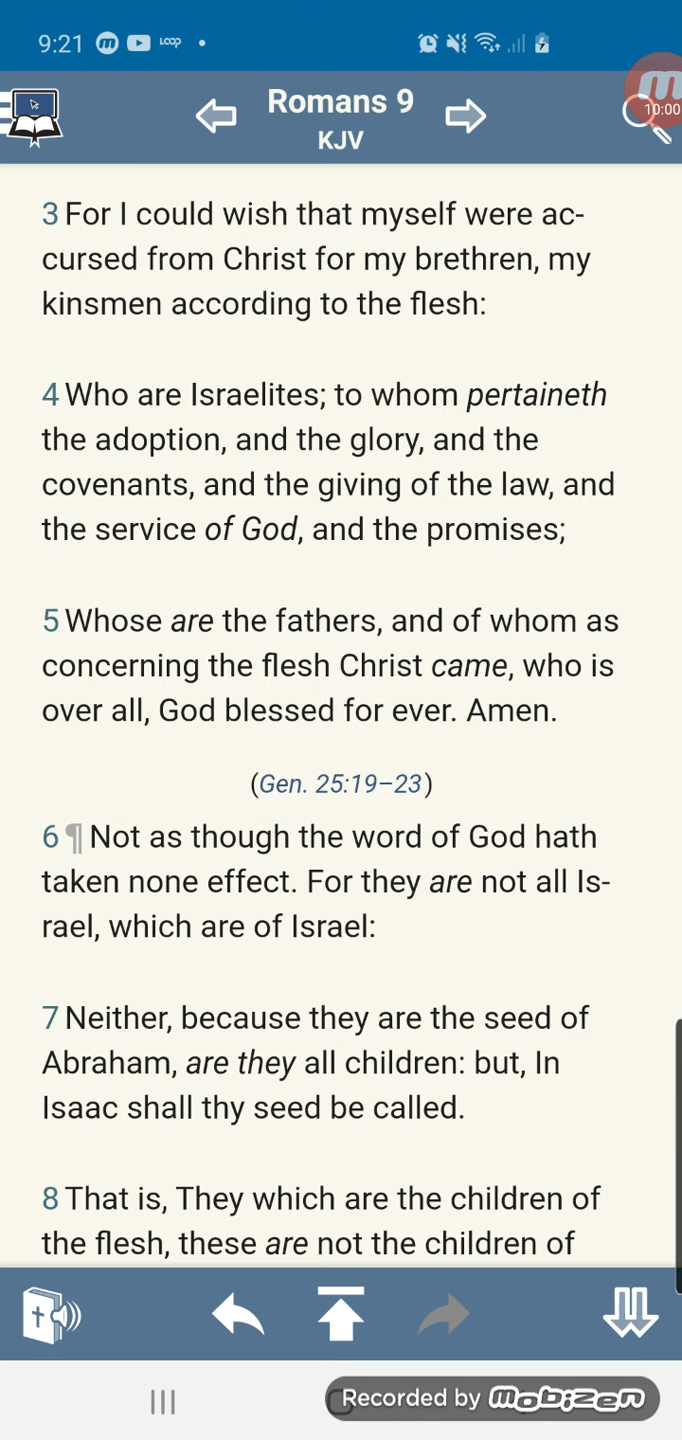 9:21
LOOP
Romans 9
KJV
10:00
3 For I could wish that myself were ac-
cursed from Christ for my brethren, my
kinsmen according to the flesh:
4 Who are Israelites; to whom pertaineth
the adoption, and the glory, and the
covenants, and the giving of the law, and
the service of God, and the promises;
5 Whose are the fathers, and of whom as
concerning the flesh Christ came, who is
over all, God blessed for ever. Amen.
(Gen. 25:19–23)
6 ¶ Not as though the word of God hath
taken none effect. For they are not all Is-
rael, which are of Israel:
7 Neither, because they are the seed of
Abraham, are they all children: but, In
Isaac shall thy seed be called.
8 That is, They which are the children of
the flesh, these are not the children of
Recorded by mobizen